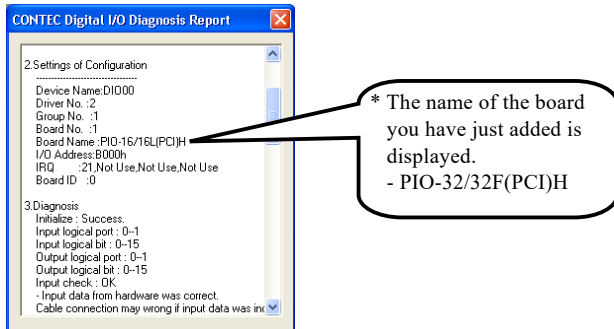 CONTEC Digital I/O Diagnosis Report
2.Settings of Configuration
-----------------------------------
Device Name:DIO00
Driver No. :2
Group No. :1
Board No. :1
Board Name :PIO-16/16L(PCI)H
I/O Address:B000h
IRQ :21,Not Use,Not Use,Not Use
Board ID :0
3.Diagnosis
Initialize : Success.
Input logical port : 0--1
Input logical bit : 0--15
Output logical port : 0--1
Output logical bit : 0--15
Input check : OK
- Input data from hardware was correct.
Cable connection may wrong if input data was
* The name of the board
you have just added is
displayed.
- PIO-32/32F(PCI)H